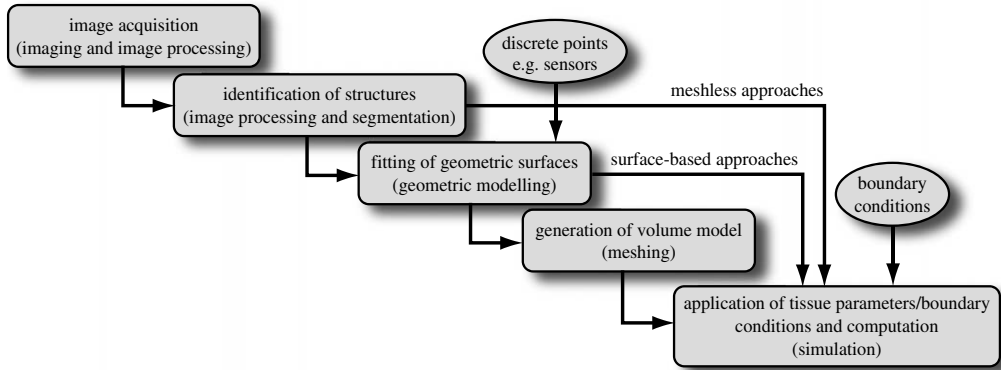 image acquisition
(imaging and image processing)
discrete points
e.g. sensors
identification of structures
(image processing and segmentation)
meshless approaches
fitting of geometric surfaces
(geometric modelling)
surface-based approaches
boundary
conditions
generation of volume model
(meshing)
application of tissue parameters/boundary
conditions and computation
(simulation)